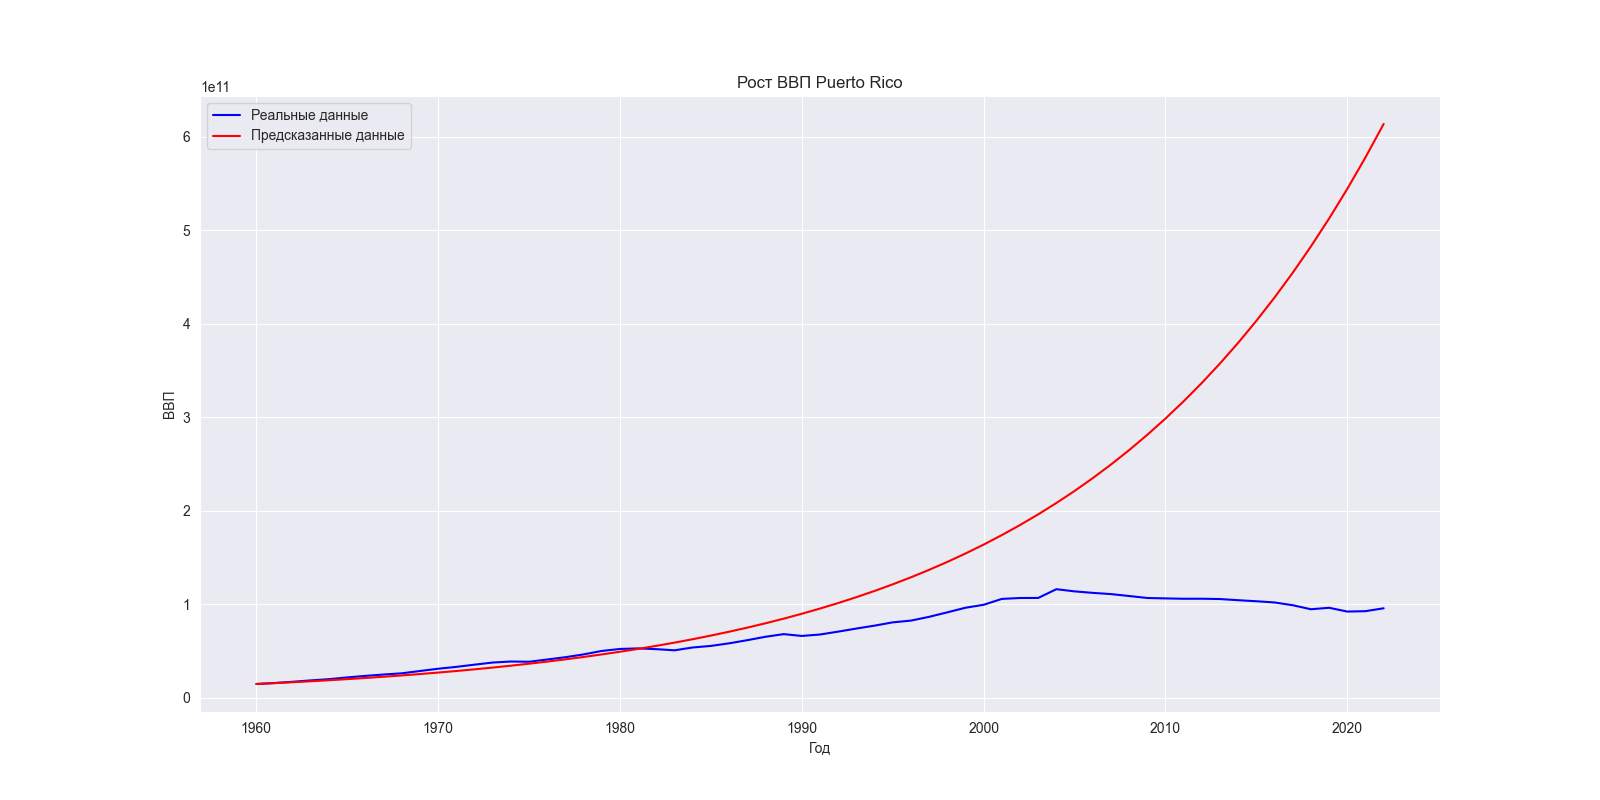 Рост ВВП Puerto Rico
1e11
Реальные данные
Предсказанные данные
6
5
4
3
2
1
0
ВВП
1960 1970 1980 1990 2000 2010 2020
Год